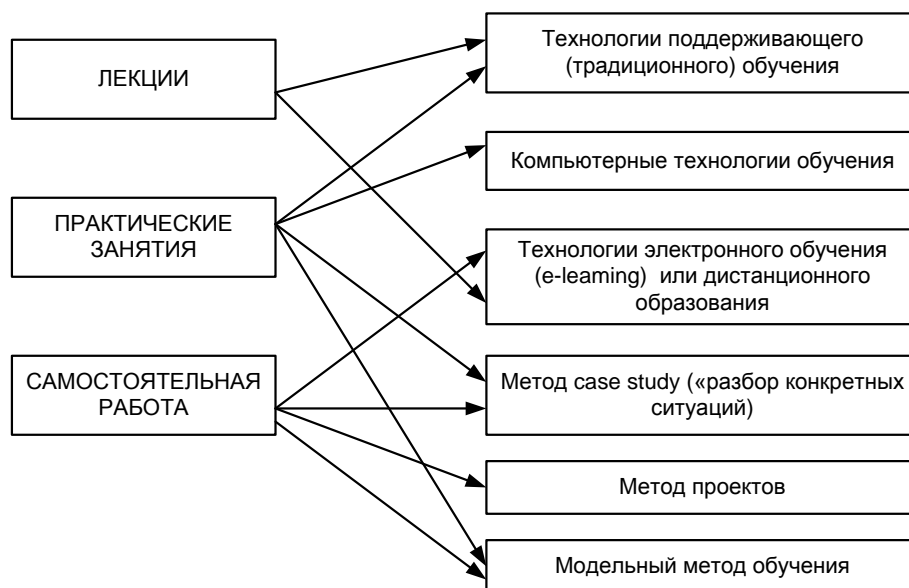 ЛЕКЦИИ
ПРАКТИЧЕСКИЕ
ЗАНЯТИЯ
САМОСТОЯТЕЛЬНАЯ
РАБОТА
Технологии поддерживающего
(традиционного) обучения
Компьютерные технологии обучения
Технологии электронного обучения
(e-leaming) или дистанционного
образования
Метод case study («разбор конкретных
ситуаций)
Метод проектов
Модельный метод обучения